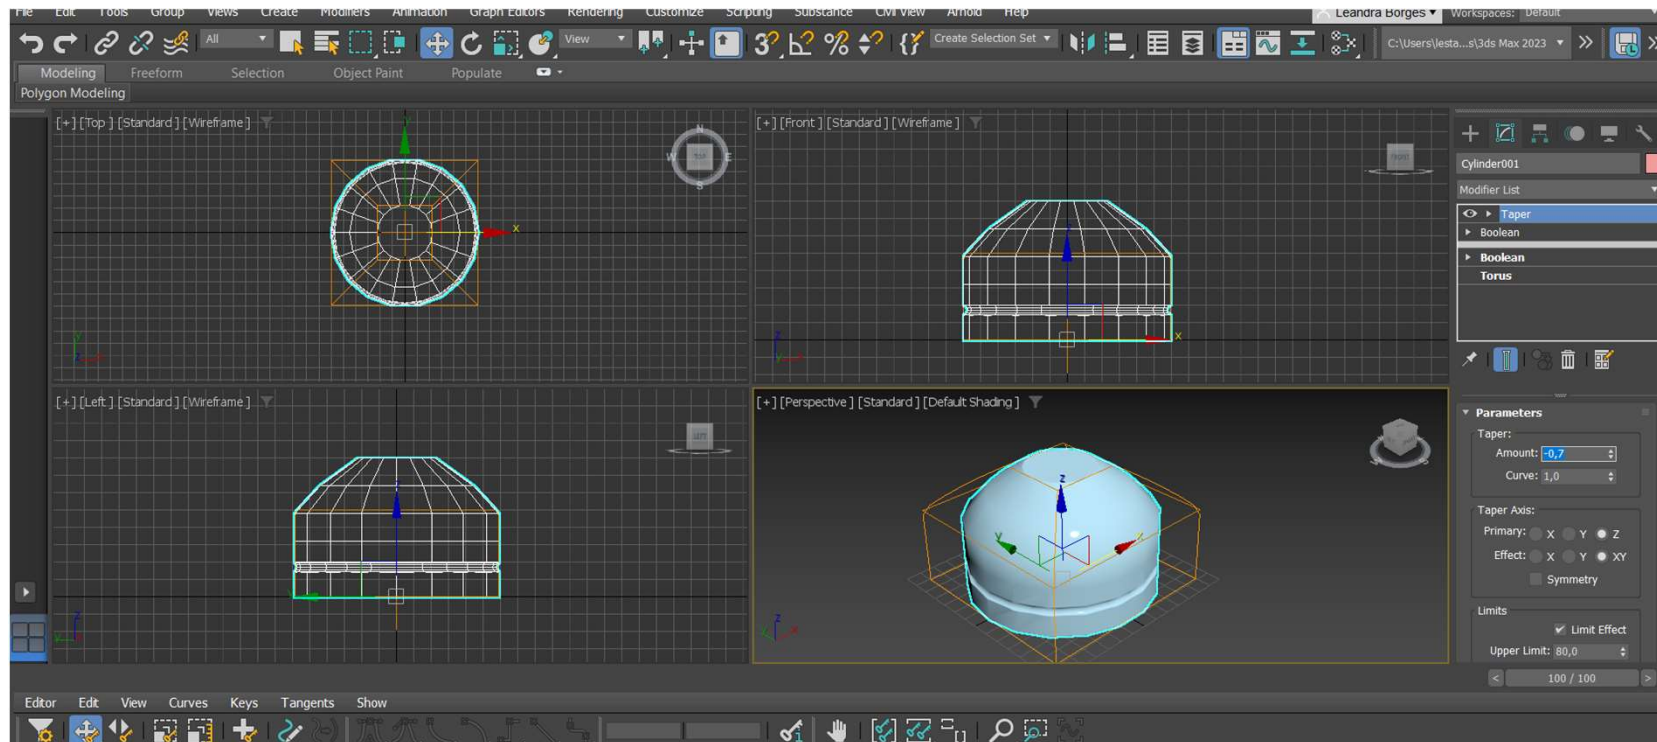 File Edit Tools Group Views Create Modifiers Animation Graph Editors Rendering Customize Scripting Substance Civil View Arnold Help Leandra Borges Workspaces: Default
All View Create Selection Set C:\Users\lesta...s\3ds Max 2023
Modeling Freeform Selection Object Paint Populate
Polygon Modeling
[+] [Top ] [Standard ] [Wireframe ]
N
W TOP E
S
y
x
[+] [Front ] [Standard ] [Wireframe ]
FRONT
z
x
Cylinder001
Modifier List
Taper
Boolean
Boolean
Torus
[+] [Left ] [Standard ] [Wireframe ]
LEFT
z
y
[+] [Perspective ] [Standard ] [Default Shading ]
z
y
x
z
Parameters
Taper:
Amount: -0,7
Curve: 1,0
Taper Axis:
Primary: X Y Z
Effect: X Y XY
Symmetry
Limits
Limit Effect
Upper Limit: 80,0
< 100 / 100 >
Editor Edit View Curves Keys Tangents Show